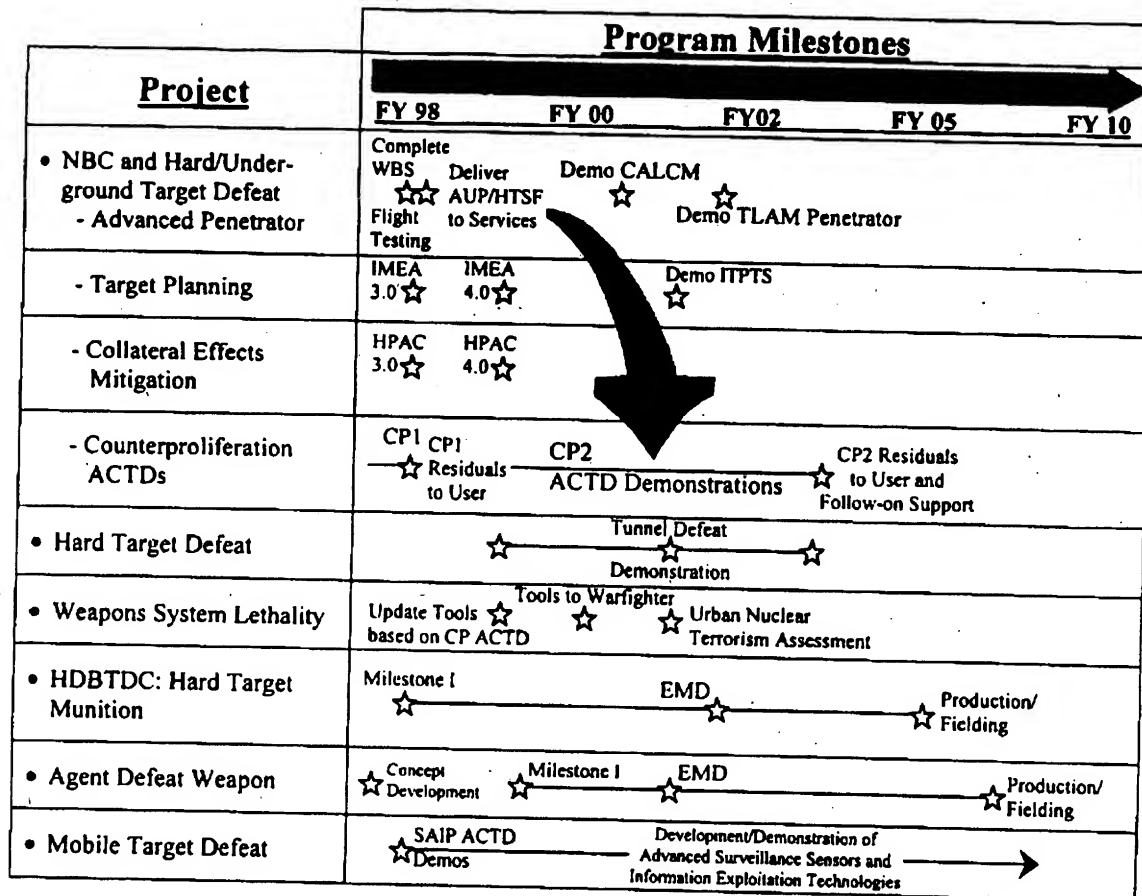 Program Milestones
Project
FY 98 FY 00 FY02 FY 05 FY 10
• NBC and Hard/Under-
ground Target Defeat
- Advanced Penetrator
Complete
WBS
Flight
Testing
Deliver
AUP/HTSF
to Services
Demo CALCM
Demo TLAM Penetrator
- Target Planning
IMEA
3.0
IMEA
4.0
Demo ITPTS
- Collateral Effects
Mitigation
HPAC
3.0
HPAC
4.0
- Counterproliferation
ACTDs
CP1
CP1
Residuals
to User
CP2
ACTD Demonstrations
CP2 Residuals
to User and
Follow-on Support
• Hard Target Defeat
Tunnel Defeat
Demonstration
• Weapons System Lethality
Update Tools
based on CP ACTD
Tools to Warfighter
Urban Nuclear
Terrorism Assessment
• HDBTDC: Hard Target
Munition
Milestone I
EMD
Production/
Fielding
• Agent Defeat Weapon
Concept
Development
Milestone I
EMD
Production/
Fielding
• Mobile Target Defeat
SAIP ACTD
Demos
Development/Demonstration of
Advanced Surveillance Sensors and
Information Exploitation Technologies